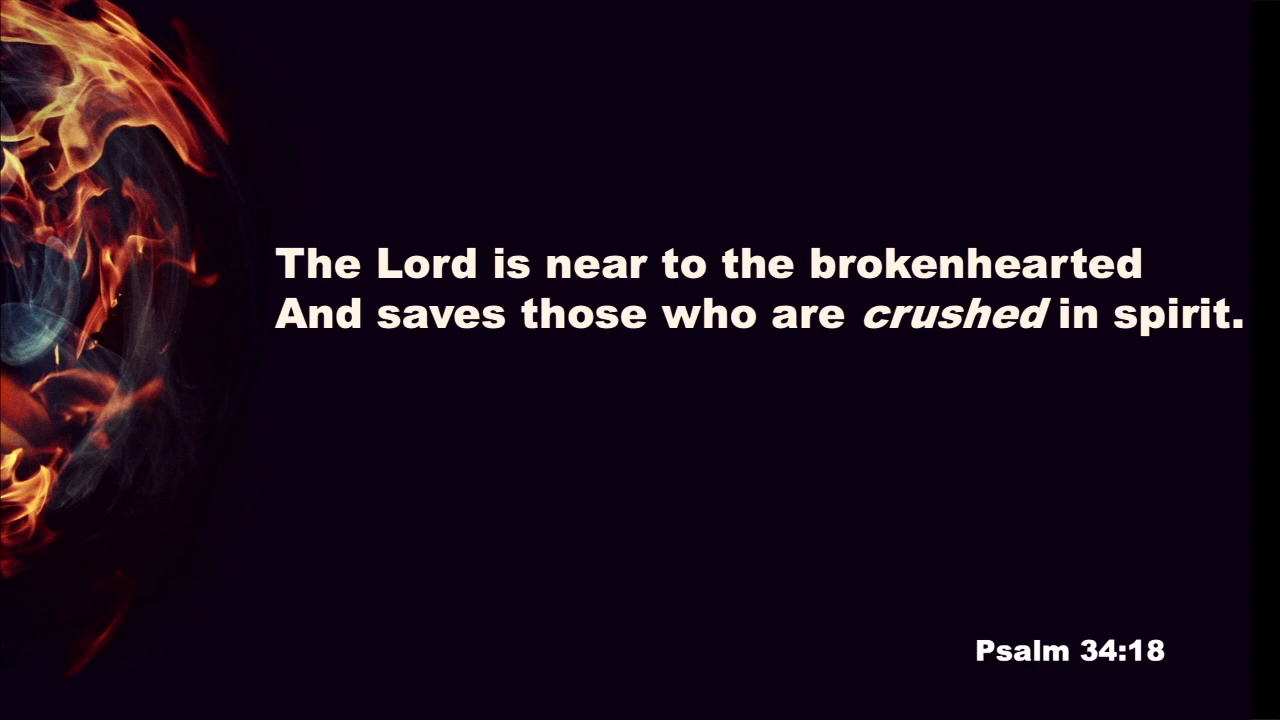 The Lord is near to the brokenhearted
And saves those who are crushed in spirit.
Psalm 34:18